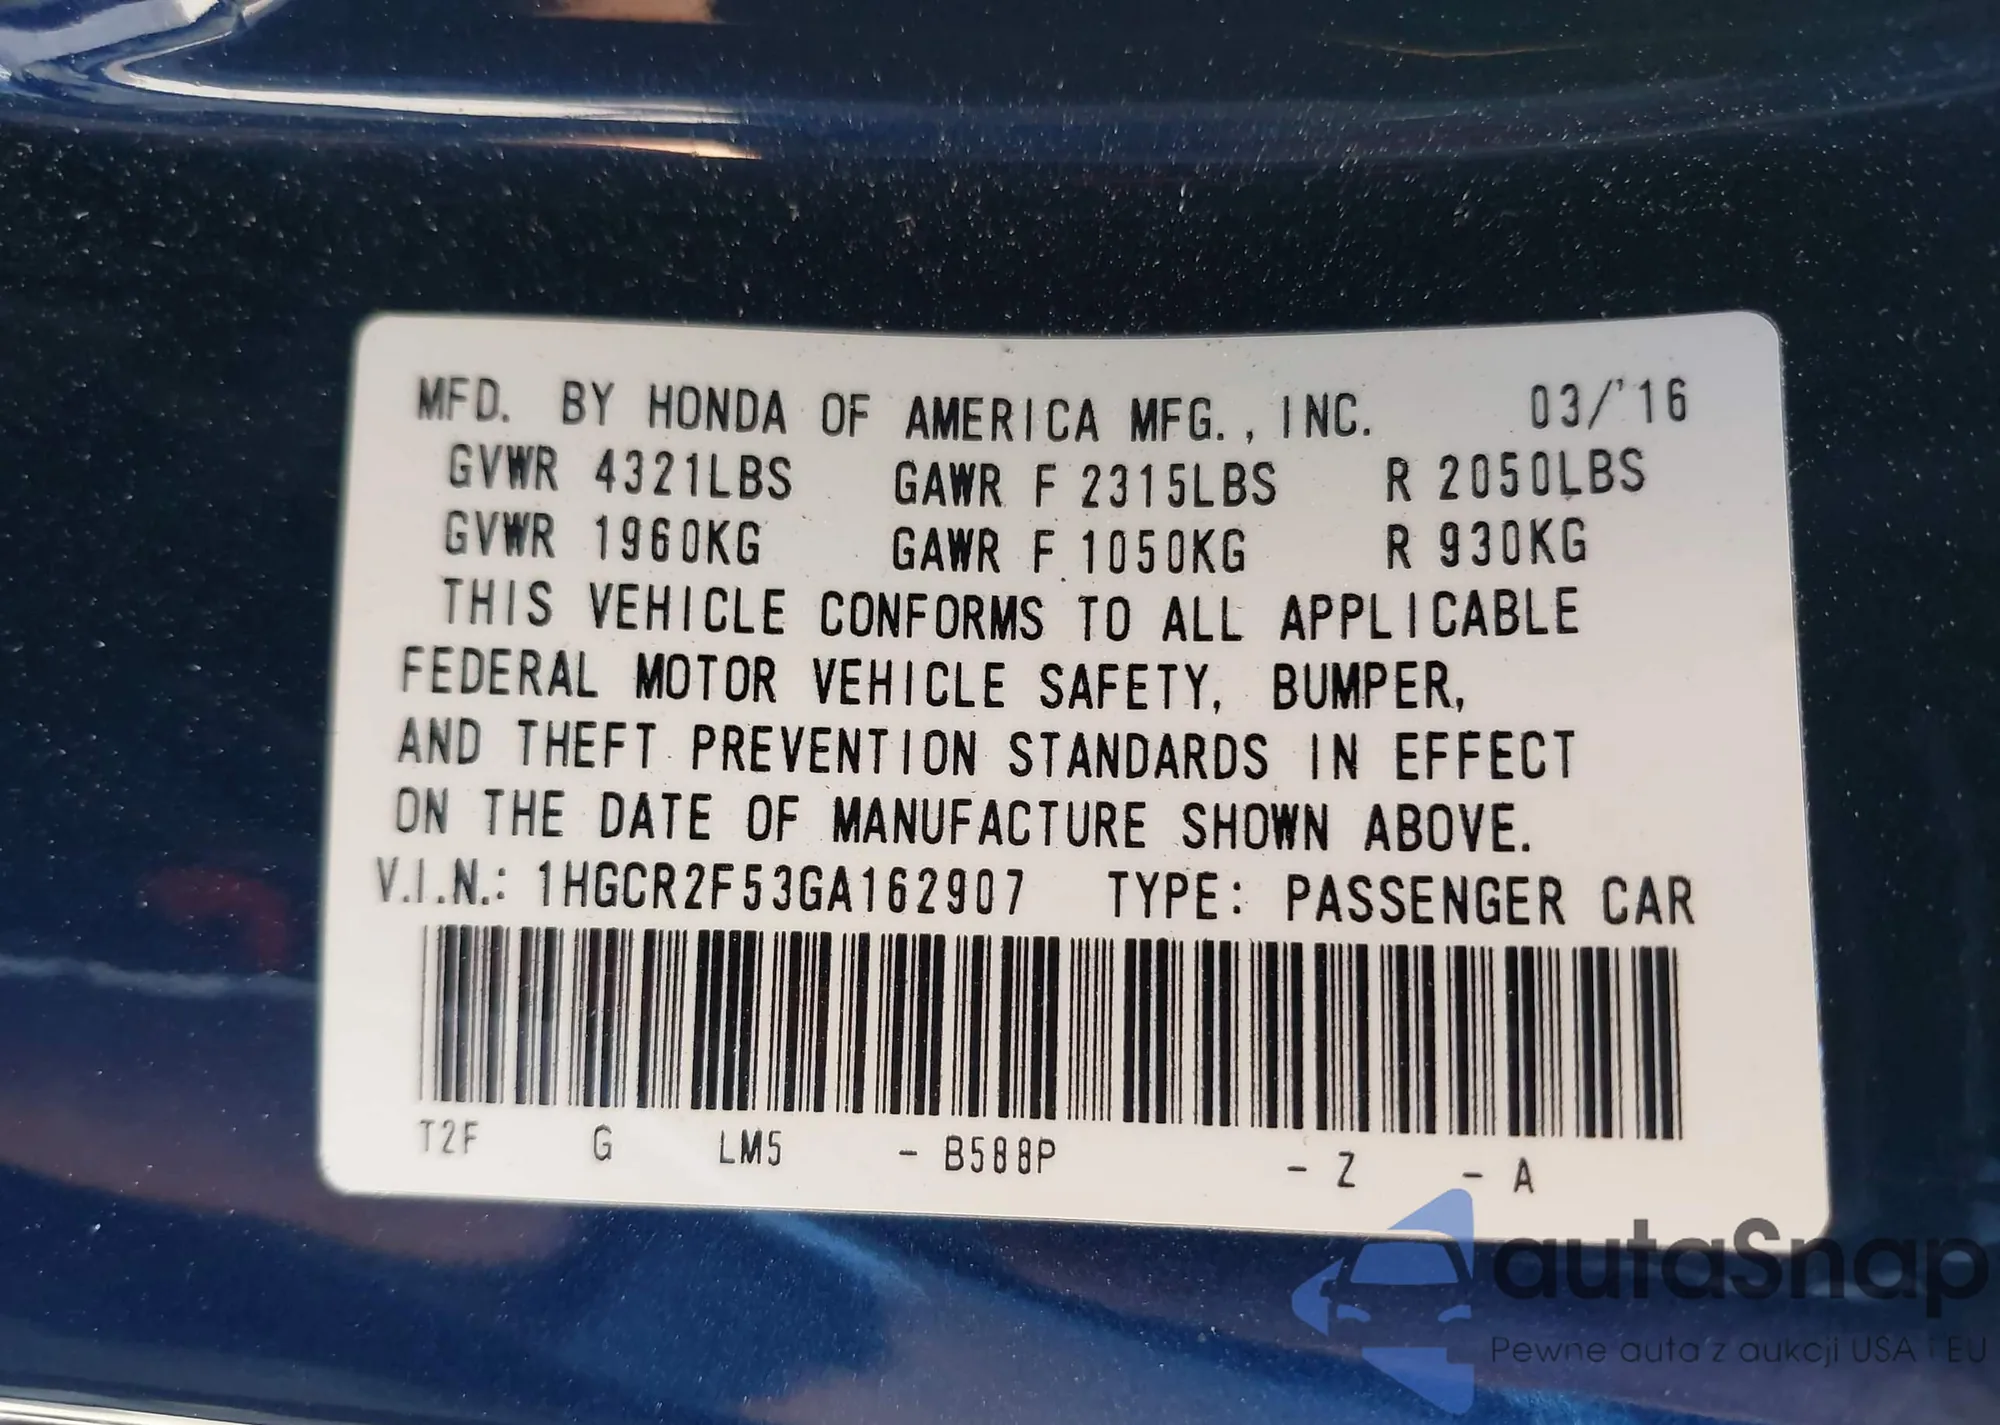 MFD. BY HONDA OF AMERICA MFG., INC. 03/'16
GVWR 4321LBS GAWR F 2315LBS R 2050LBS
GVWR 1960KG GAWR F 1050KG R 930KG
THIS VEHICLE CONFORMS TO ALL APPLICABLE
FEDERAL MOTOR VEHICLE SAFETY, BUMPER,
AND THEFT PREVENTION STANDARDS IN EFFECT
ON THE DATE OF MANUFACTURE SHOWN ABOVE.
V.I.N.: 1HGCR2F53GA162907 TYPE: PASSENGER CAR
T2F G LM5 - B588P - Z - A
autaSnap
Pewne auta z aukcji USA i EU